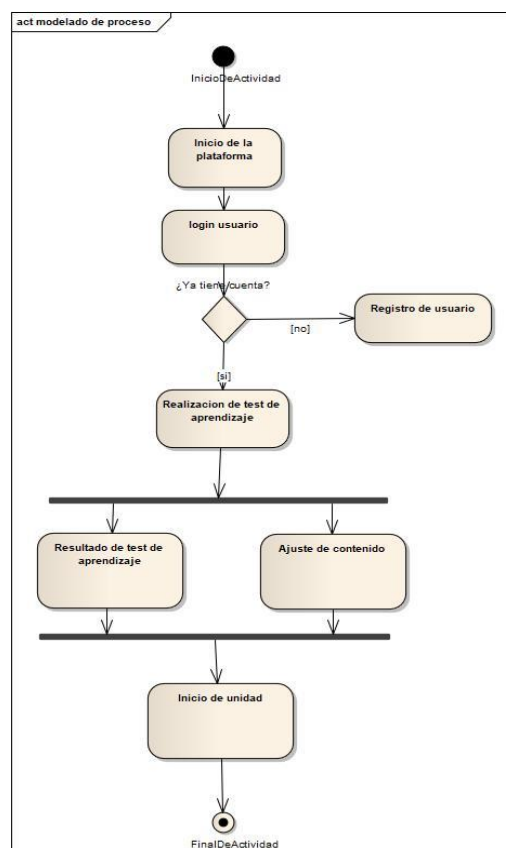 act modelado de proceso
InicioDeActividad
Inicio de la
plataforma
login usuario
¿Ya tiene cuenta?
[no]
Registro de usuario
[si]
Realizacion de test de
aprendizaje
Resultado de test de
aprendizaje
Ajuste de contenido
Inicio de unidad
FinalDeActividad